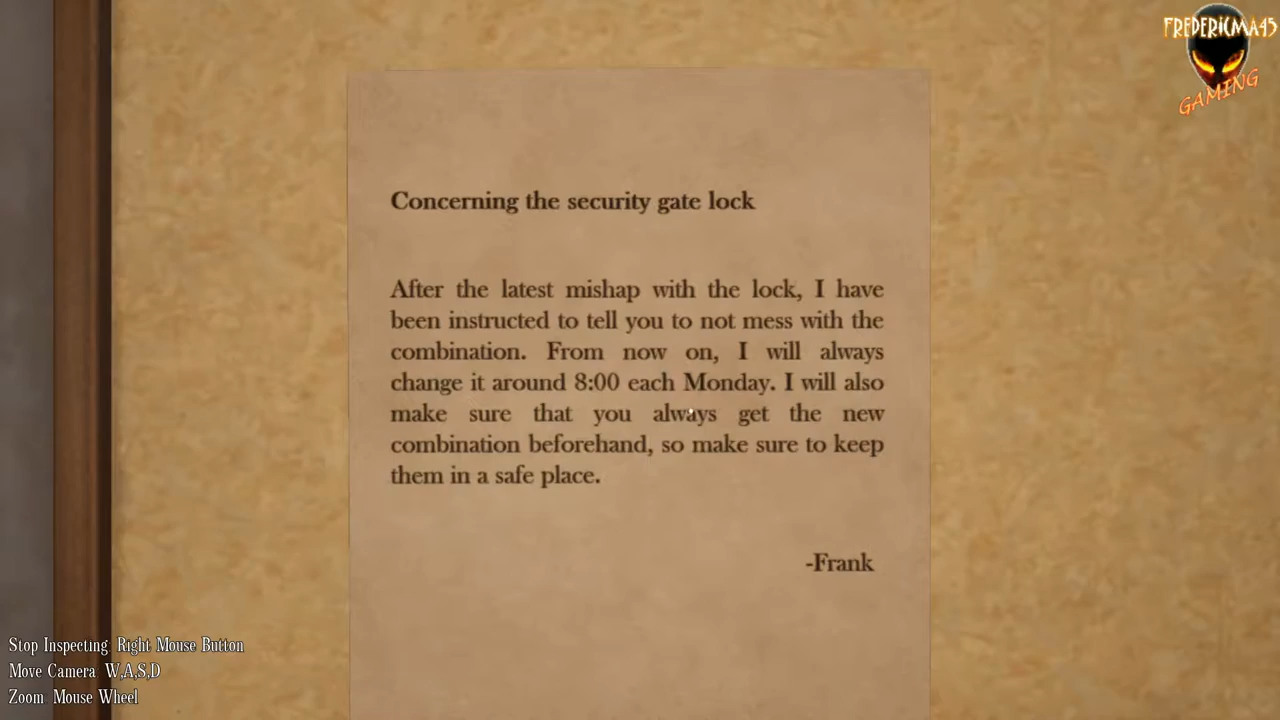 FREDERICMA45
GAMING
Concerning the security gate lock
After the latest mishap with the lock, I have
been instructed to tell you to not mess with the
combination. From now on, I will always
change it around 8:00 each Monday. I will also
make sure that you always get the new
combination beforehand, so make sure to keep
them in a safe place.
-Frank
Stop Inspecting Right Mouse Button
Move Camera W,A,S,D
Zoom Mouse Wheel